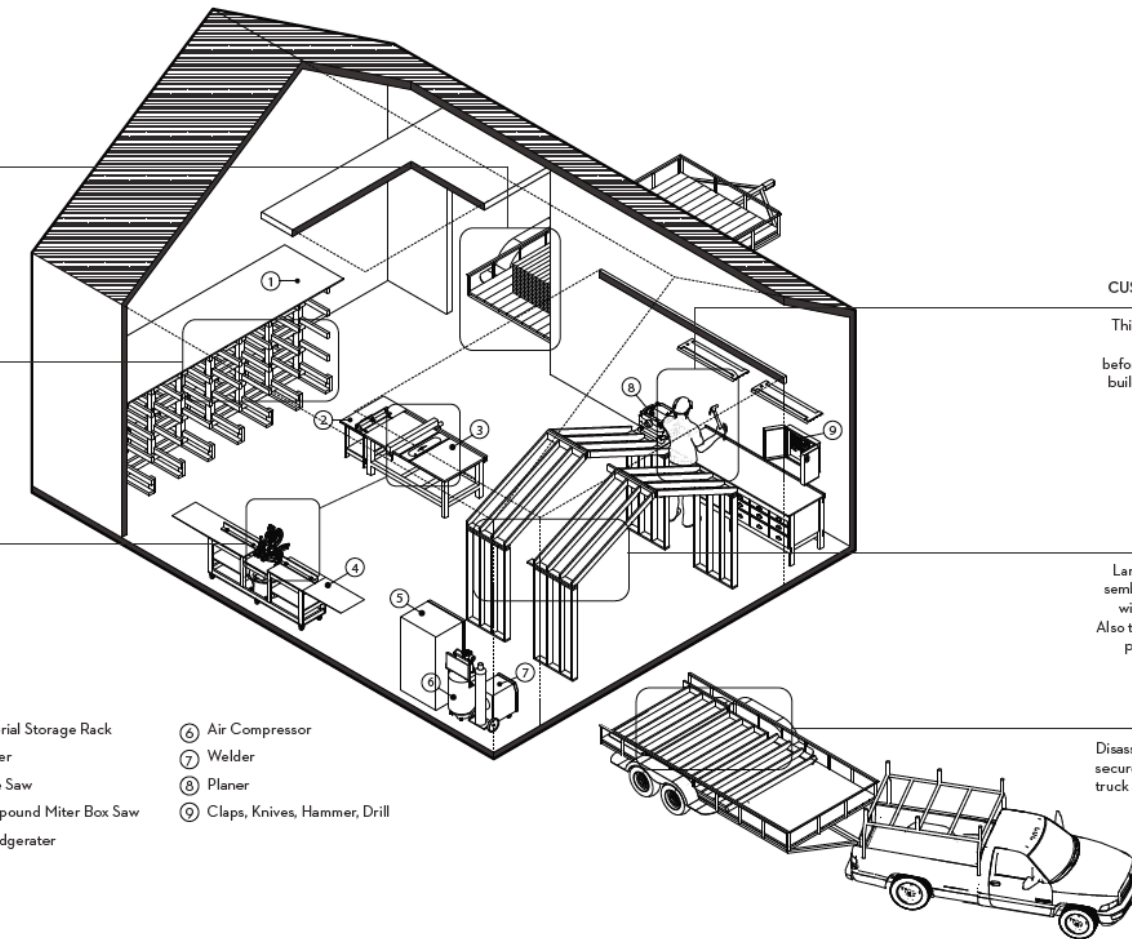 1
2
3
4
5
6
7
8
9
CUS
Thi
befo
buil
Lar
semb
wi
Also t
p
Disass
secur
truck
rial Storage Rack
er
e Saw
pound Miter Box Saw
dgerater
6 Air Compressor
7 Welder
8 Planer
9 Claps, Knives, Hammer, Drill